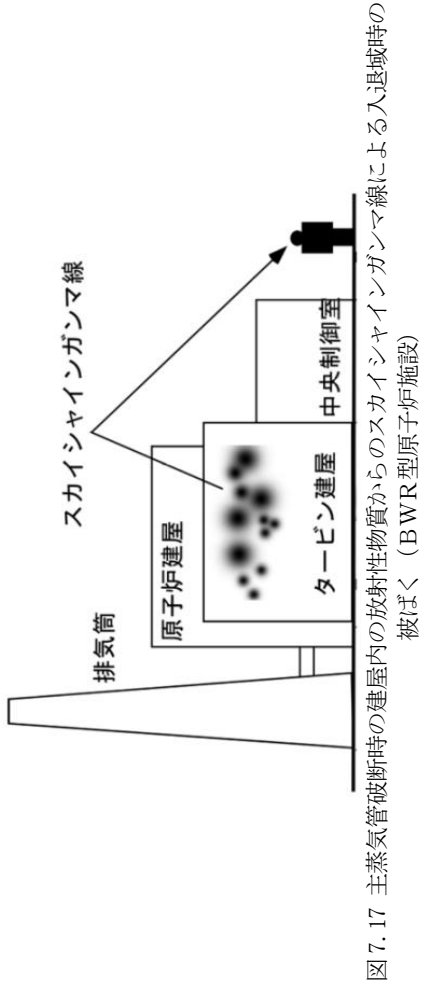 スカイシャインガンマ線
排気筒
原子炉建屋
タービン建屋
中央制御室
図7.17 主蒸気管破断時の建屋内の放射性物質からのスカイシャインガンマ線による入退域時の
被ばく（BWR型原子炉施設）